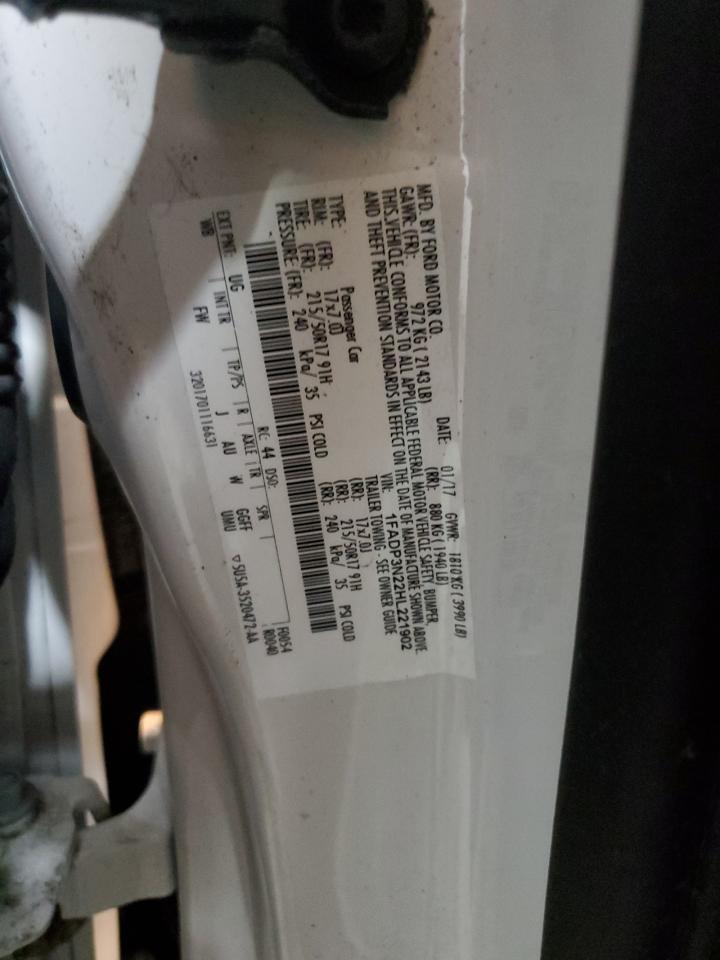 MFD. BY FORD MOTOR CO.
DATE: 01/17 GVWR: 1810 KG ( 3990 LB)
GAWR: (FR): 972 KG ( 2143 LB) (RR): 880 KG ( 1940 LB)
THIS VEHICLE CONFORMS TO ALL APPLICABLE FEDERAL MOTOR VEHICLE SAFETY, BUMPER,
AND THEFT PREVENTION STANDARDS IN EFFECT ON THE DATE OF MANUFACTURE SHOWN ABOVE.
VIN: 1FADP3N22HL221902
TYPE: Passenger Car TRAILER TOWING - SEE OWNER GUIDE
RIM: (FR): 17x7.0J (RR): 17x7.0J
TIRE: (FR): 215/50R17 91H (RR): 215/50R17 91H
PRESSURE: (FR): 240 kPa/ 35 PSI COLD (RR): 240 kPa/ 35 PSI COLD
F0054
R0040
EXT PNT: UG RC: 44 DSO:
WB INT TR TP/PS R AXLE TR SPR
FW J AU W GGFF
UMU
3201701116631 ▽ SU5A-3520472-AA